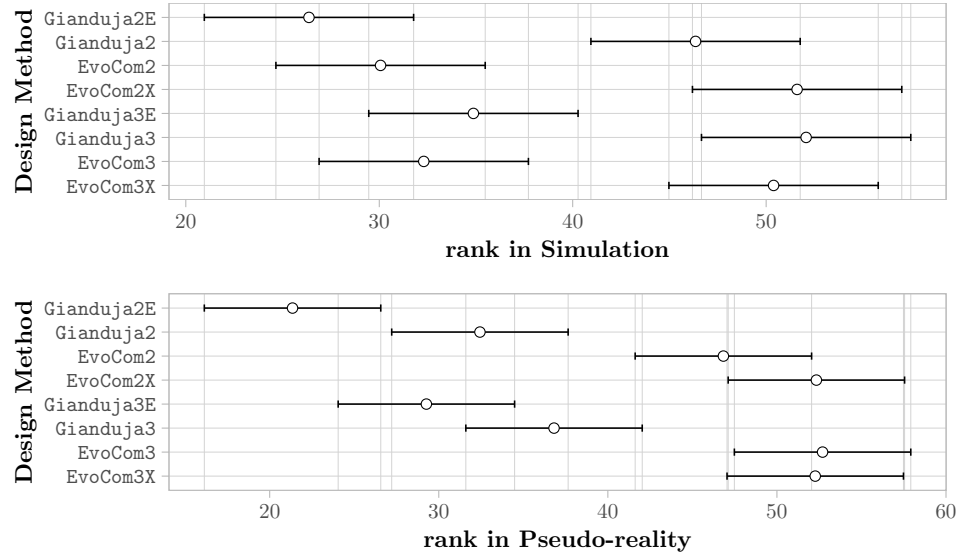 Design Method
Gianduja2E
Gianduja2
EvoCom2
EvoCom2X
Gianduja3E
Gianduja3
EvoCom3
EvoCom3X
20 30 40 50
rank in Simulation
Design Method
Gianduja2E
Gianduja2
EvoCom2
EvoCom2X
Gianduja3E
Gianduja3
EvoCom3
EvoCom3X
20 30 40 50 60
rank in Pseudo-reality